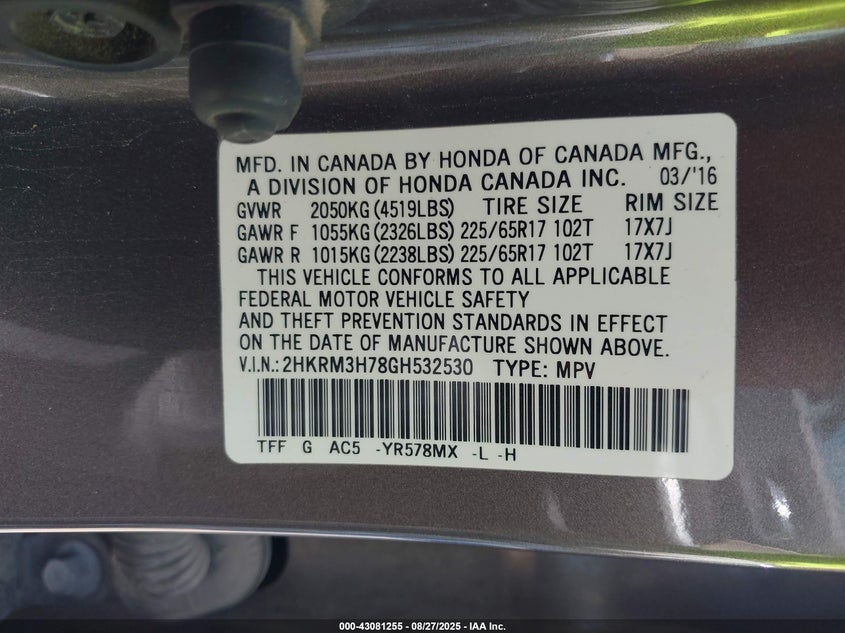 MFD. IN CANADA BY HONDA OF CANADA MFG.,
A DIVISION OF HONDA CANADA INC. 03/'16
GVWR 2050KG(4519LBS) TIRE SIZE RIM SIZE
GAWR F 1055KG(2326LBS) 225/65R17 102T 17X7J
GAWR R 1015KG(2238LBS) 225/65R17 102T 17X7J
THIS VEHICLE CONFORMS TO ALL APPLICABLE
FEDERAL MOTOR VEHICLE SAFETY
AND THEFT PREVENTION STANDARDS IN EFFECT
ON THE DATE OF MANUFACTURE SHOWN ABOVE.
V.I.N.:2HKRM3H78GH532530 TYPE: MPV
TFF G AC5 -YR578MX -L -H
000-43081255 - 08/27/2025 - IAA Inc.